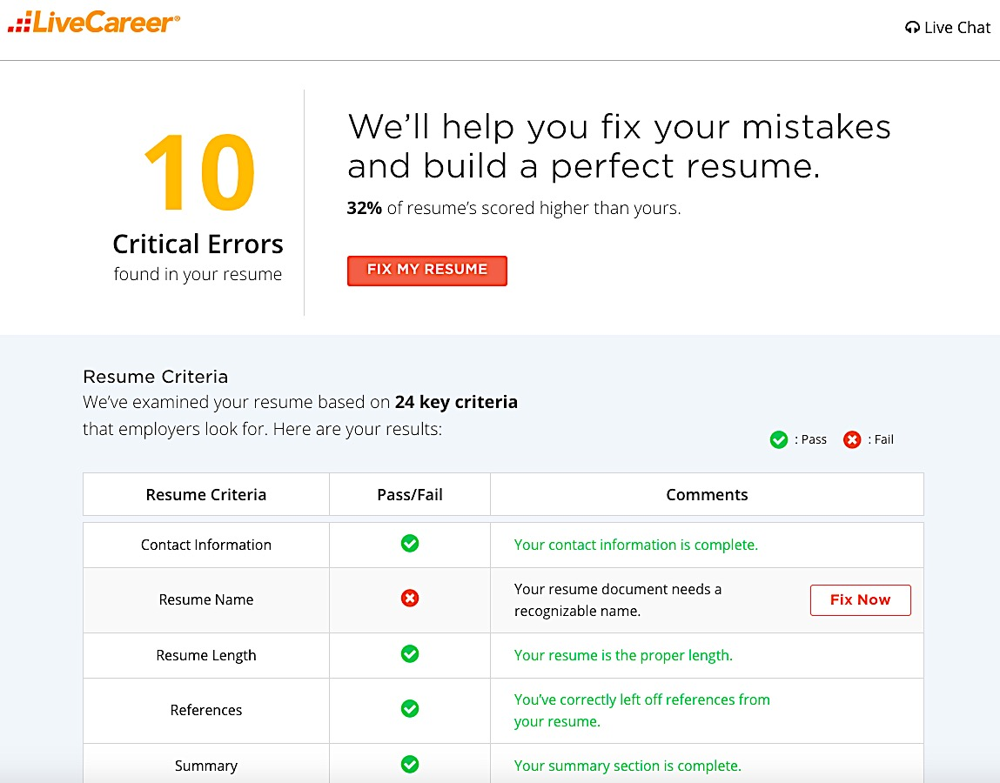 LiveCareer®
Live Chat
10
Critical Errors
found in your resume
We'll help you fix your mistakes
and build a perfect resume.
32% of resume's scored higher than yours.
FIX MY RESUME
Resume Criteria
We've examined your resume based on 24 key criteria
that employers look for. Here are your results:
: Pass : Fail
Resume Criteria Pass/Fail Comments
Contact Information Your contact information is complete.
Resume Name Your resume document needs a
recognizable name. Fix Now
Resume Length Your resume is the proper length.
References You've correctly left off references from
your resume.
Summary Your summary section is complete.